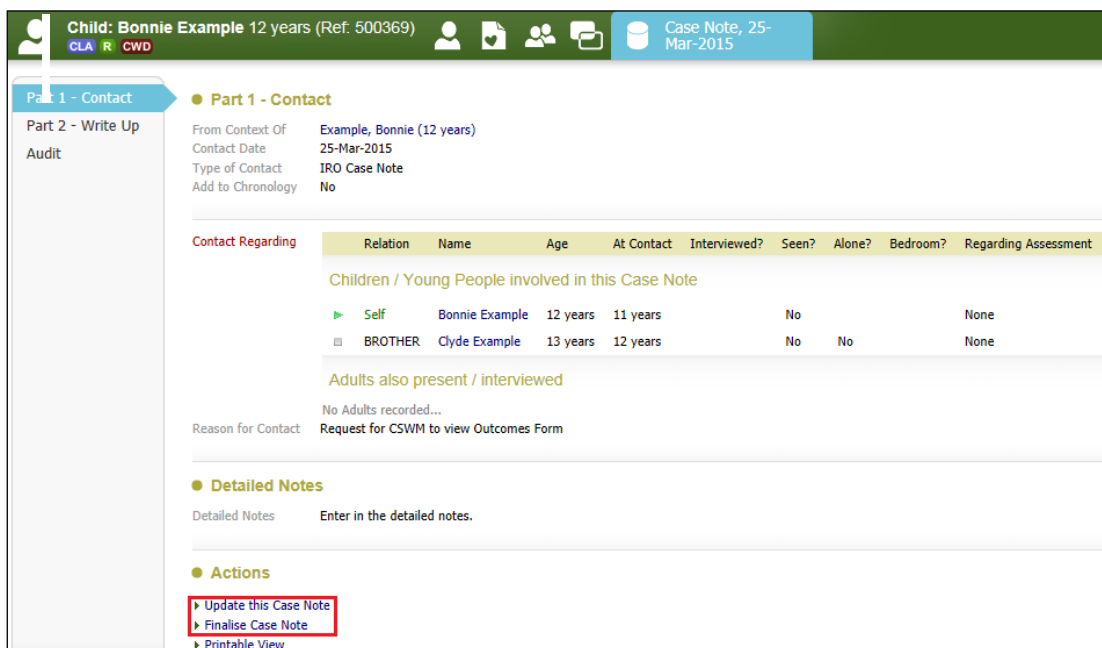 Child: Bonnie Example 12 years (Ref: 500369)
CLA R CWD
Case Note, 25-
Mar-2015
Part 1 - Contact
Part 2 - Write Up
Audit
Part 1 - Contact
From Context Of Example, Bonnie (12 years)
Contact Date 25-Mar-2015
Type of Contact IRO Case Note
Add to Chronology No
Contact Regarding Relation Name Age At Contact Interviewed? Seen? Alone? Bedroom? Regarding Assessment
Children / Young People involved in this Case Note
Self Bonnie Example 12 years 11 years No None
BROTHER Clyde Example 13 years 12 years No No None
Adults also present / interviewed
No Adults recorded...
Reason for Contact Request for CSWM to view Outcomes Form
Detailed Notes
Detailed Notes Enter in the detailed notes.
Actions
Update this Case Note
Finalise Case Note
Printable View